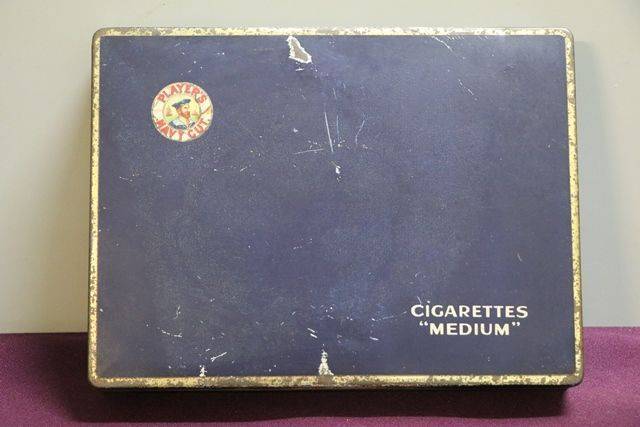 PLAYER'S
NAVY CUT
CIGARETTES
"MEDIUM"